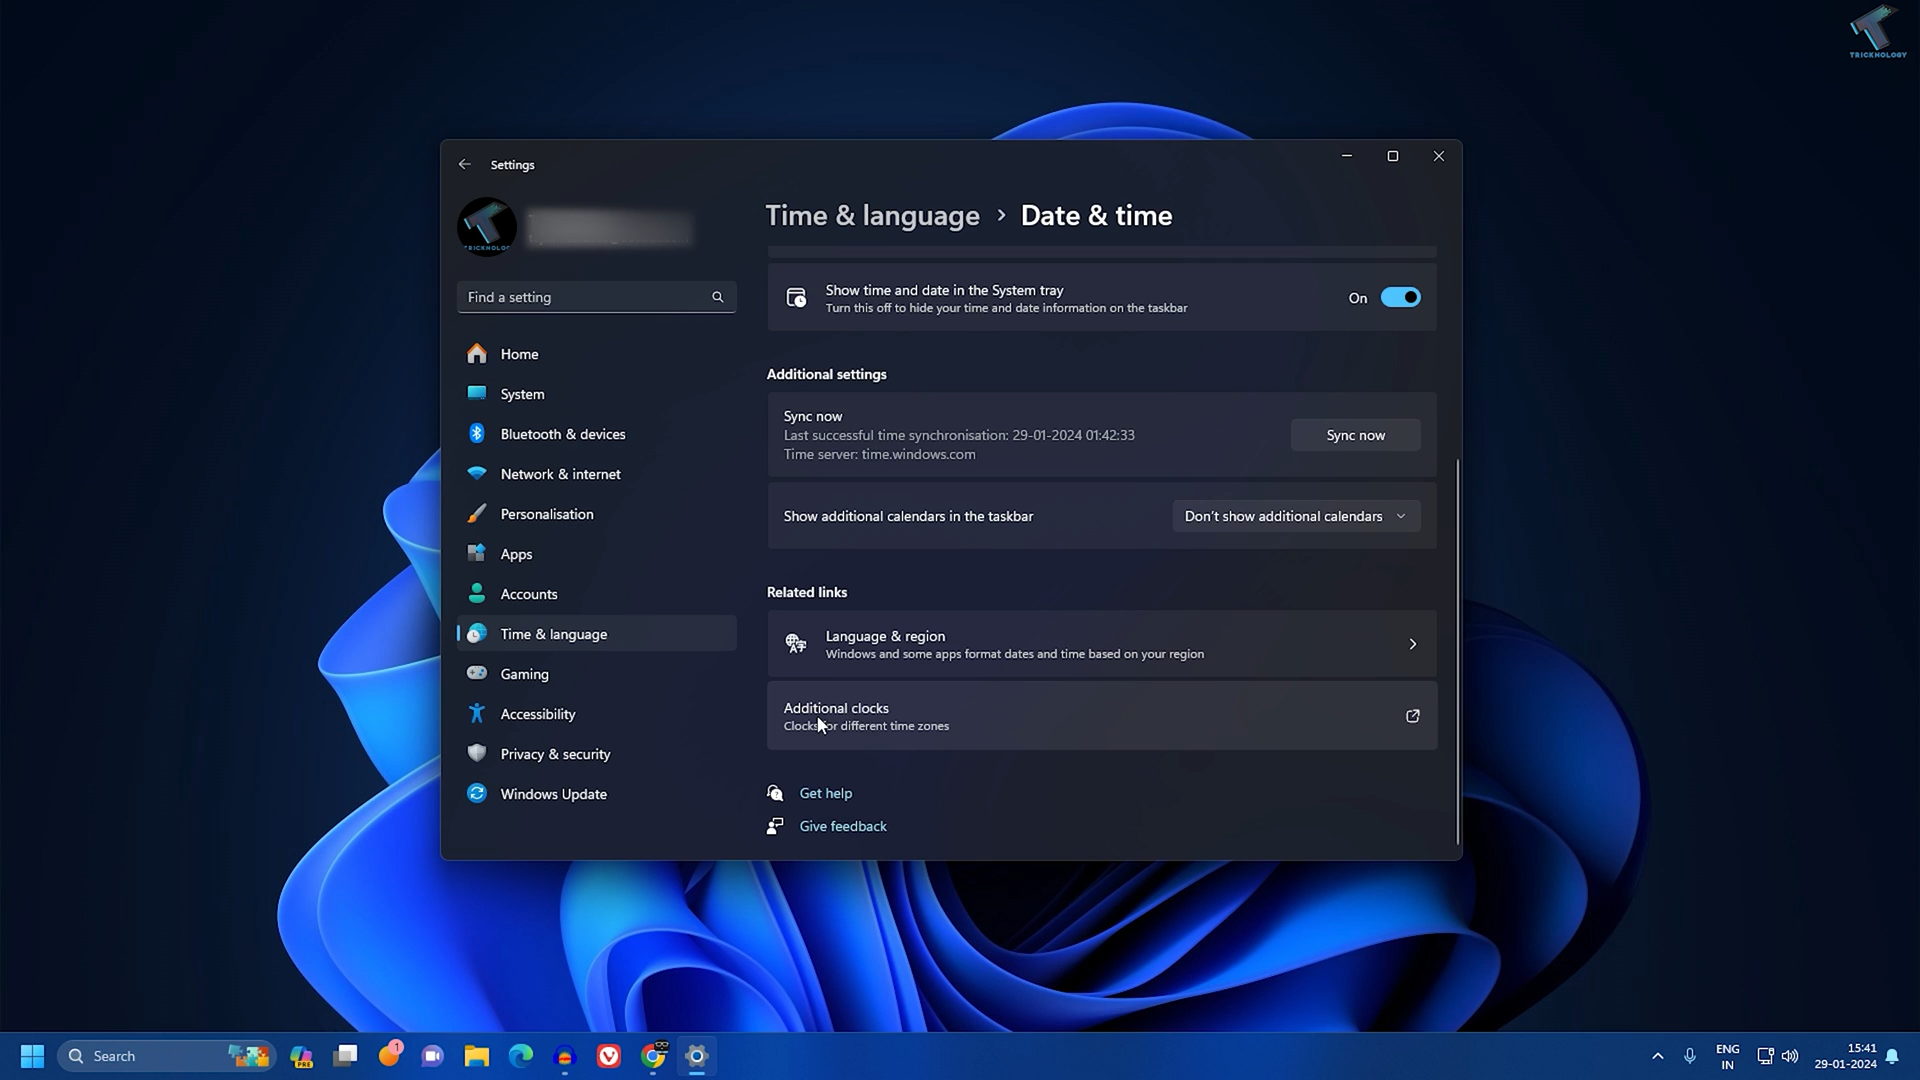 TRICKNOLOGY
Settings
Time & language > Date & time
Find a setting
Home
System
Bluetooth & devices
Network & internet
Personalisation
Apps
Accounts
Time & language
Gaming
Accessibility
Privacy & security
Windows Update
Show time and date in the System tray
Turn this off to hide your time and date information on the taskbar
On
Additional settings
Sync now
Last successful time synchronisation: 29-01-2024 01:42:33
Time server: time.windows.com
Sync now
Show additional calendars in the taskbar
Don't show additional calendars
Related links
Language & region
Windows and some apps format dates and time based on your region
Additional clocks
Clocks for different time zones
Get help
Give feedback
Search
PRE
1
ENG
IN
15:41
29-01-2024